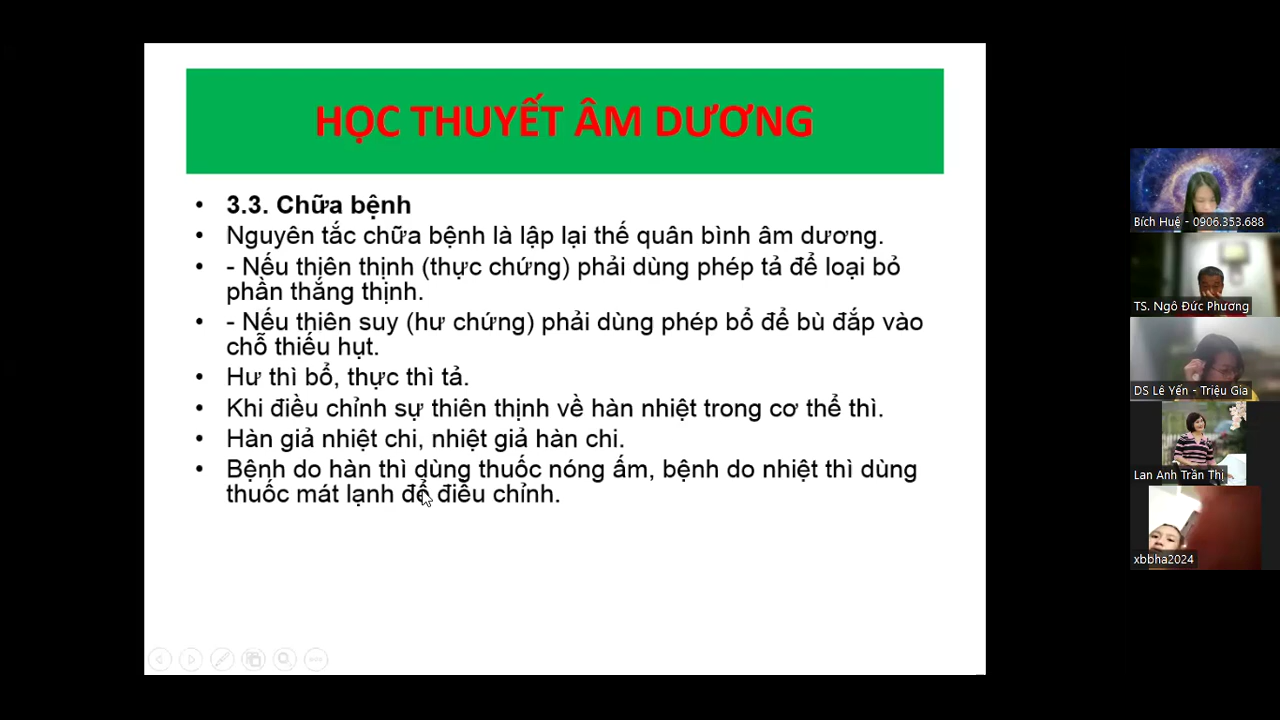 HỌC THUYẾT ÂM DƯƠNG
• 3.3. Chữa bệnh
• Nguyên tắc chữa bệnh là lập lại thế quân bình âm dương.
• - Nếu thiên thịnh (thực chứng) phải dùng phép tả để loại bỏ
phần thắng thịnh.
• - Nếu thiên suy (hư chứng) phải dùng phép bổ để bù đắp vào
chỗ thiếu hụt.
• Hư thì bổ, thực thì tả.
• Khi điều chỉnh sự thiên thịnh về hàn nhiệt trong cơ thể thì.
• Hàn giả nhiệt chi, nhiệt giả hàn chi.
• Bệnh do hàn thì dùng thuốc nóng ấm, bệnh do nhiệt thì dùng
thuốc mát lạnh để điều chỉnh.
Bích Huệ - 0906.353.688
TS. Ngô Đức Phương
DS Lê Yến - Triệu Gia
Lan Anh Trần Thị
xbbha2024